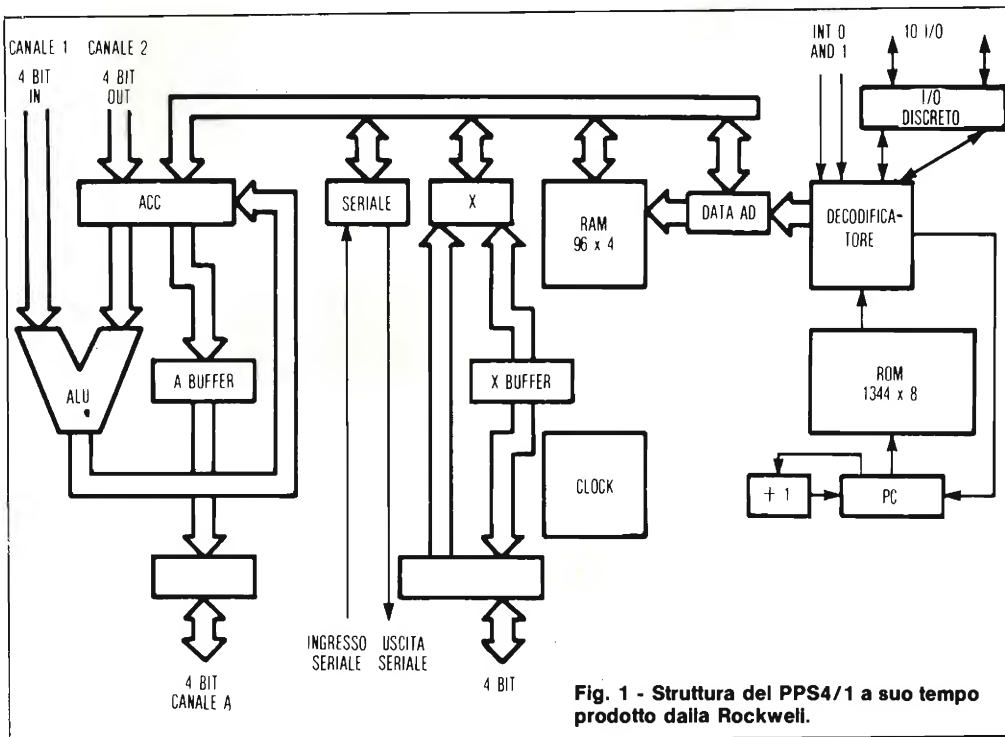 CANALE 1
4 BIT
IN
CANALE 2
4 BIT
OUT
INT 0
AND 1
10 I/O
I/O
DISCRETO
ACC
SERIALE
X
RAM
96 x 4
DATA AD
DECODIFICA-
TORE
ALU
A BUFFER
X BUFFER
ROM
1344 x 8
CLOCK
+ 1
PC
INGRESSO
SERIALE
USCITA
SERIALE
4 BIT
CANALE A
4 BIT
Fig. 1 - Struttura del PPS4/1 a suo tempo
prodotto dalla Rockwell.